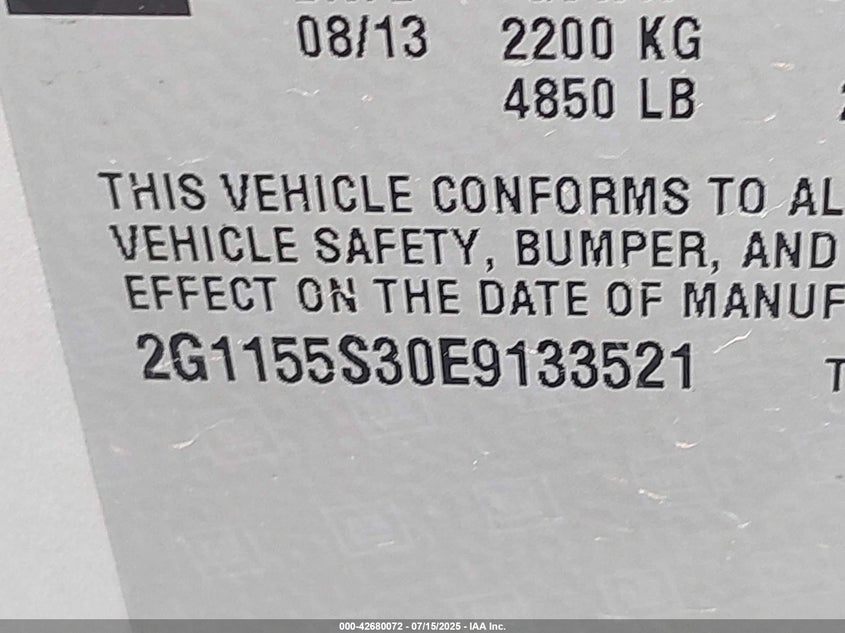 08/13 2200 KG
4850 LB
THIS VEHICLE CONFORMS TO AL
VEHICLE SAFETY, BUMPER, AND
EFFECT ON THE DATE OF MANUF
2G1155S30E9133521 T
000-42680072 - 07/15/2025 - IAA Inc.